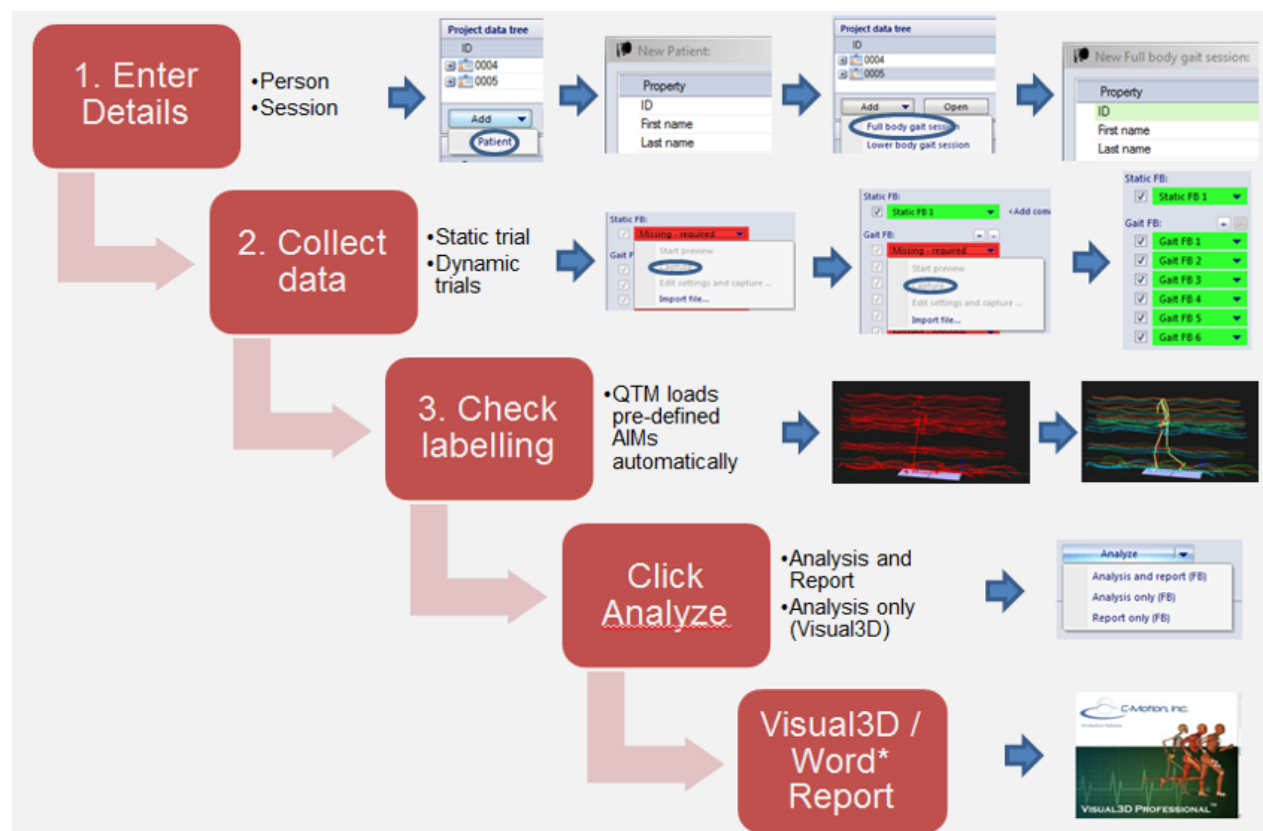 1. Enter
Details
•Person
•Session
Project data tree
ID
0004
0005
Add
Patient
New Patient:
Property
ID
First name
Last name
Project data tree
ID
0004
0005
Add
Open
Full body gait session
Lower body gait session
New Full body gait session:
Property
ID
First name
Last name
2. Collect
data
•Static trial
•Dynamic
trials
Static FB:
Missing - required
Gait F
Start preview
Capture
Edit settings and capture ...
Import file...
Static FB:
Static FB 1
<Add com
Gait FB:
Missing - required
Start preview
Capture
Edit settings and capture ...
Import file...
Static FB:
Static FB 1
Gait FB:
Gait FB 1
Gait FB 2
Gait FB 3
Gait FB 4
Gait FB 5
Gait FB 6
3. Check
labelling
•QTM loads
pre-defined
AIMs
automatically
Click
Analyze
•Analysis and
Report
•Analysis only
(Visual3D)
Analyze
Analysis and report (FB)
Analysis only (FB)
Report only (FB)
Visual3D /
Word*
Report
C-Motion, Inc.
VISUAL3D PROFESSIONAL™